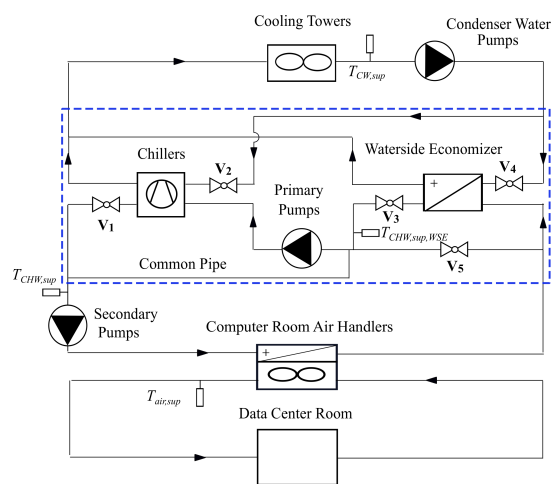 Cooling Towers
Condenser Water
Pumps
T_CW,sup
Chillers
V2
Waterside Economizer
V4
+
V1
Primary
Pumps
V3
T_CHW,sup,WSE
V5
Common Pipe
T_CHW,sup
Secondary
Pumps
Computer Room Air Handlers
+
T_air,sup
Data Center Room